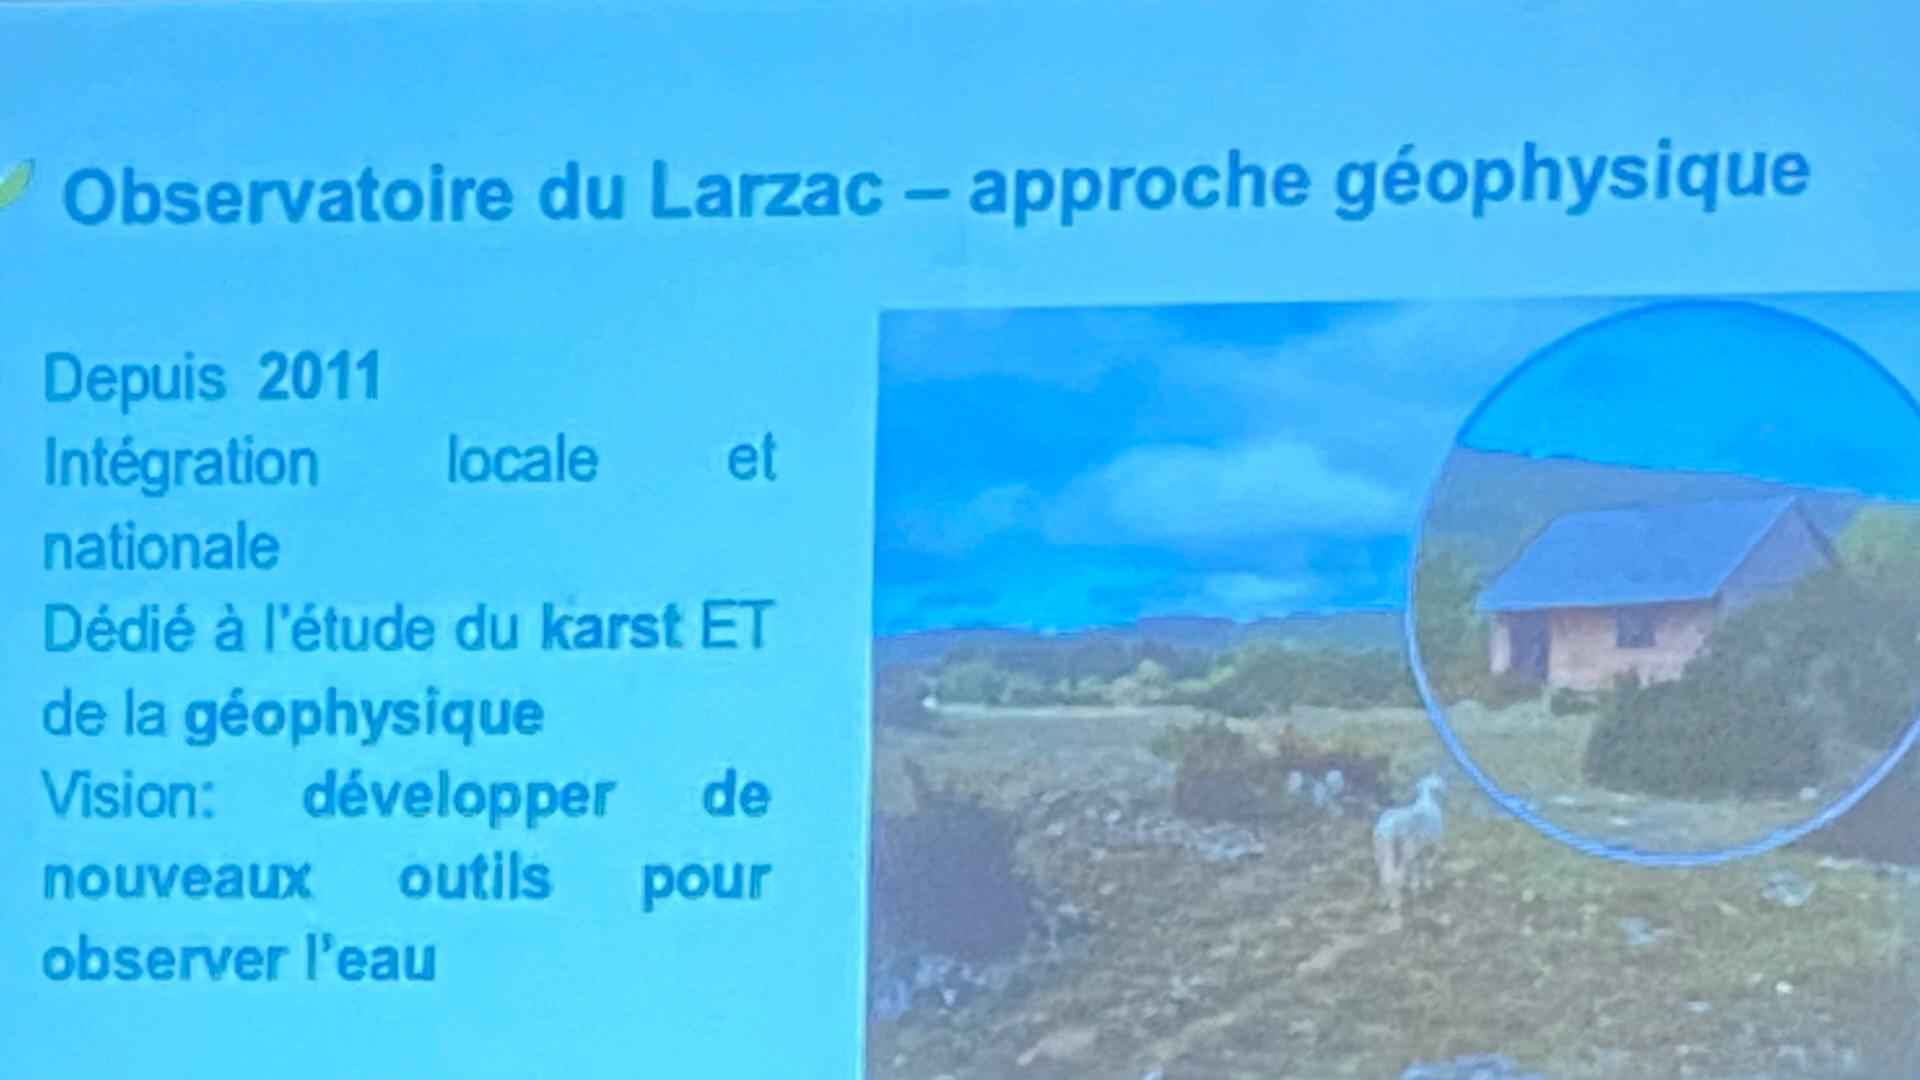 Observatoire du Larzac – approche géophysique
Depuis 2011
Intégration locale et
nationale
Dédié à l'étude du karst ET
de la géophysique
Vision: développer de
nouveaux outils pour
observer l'eau